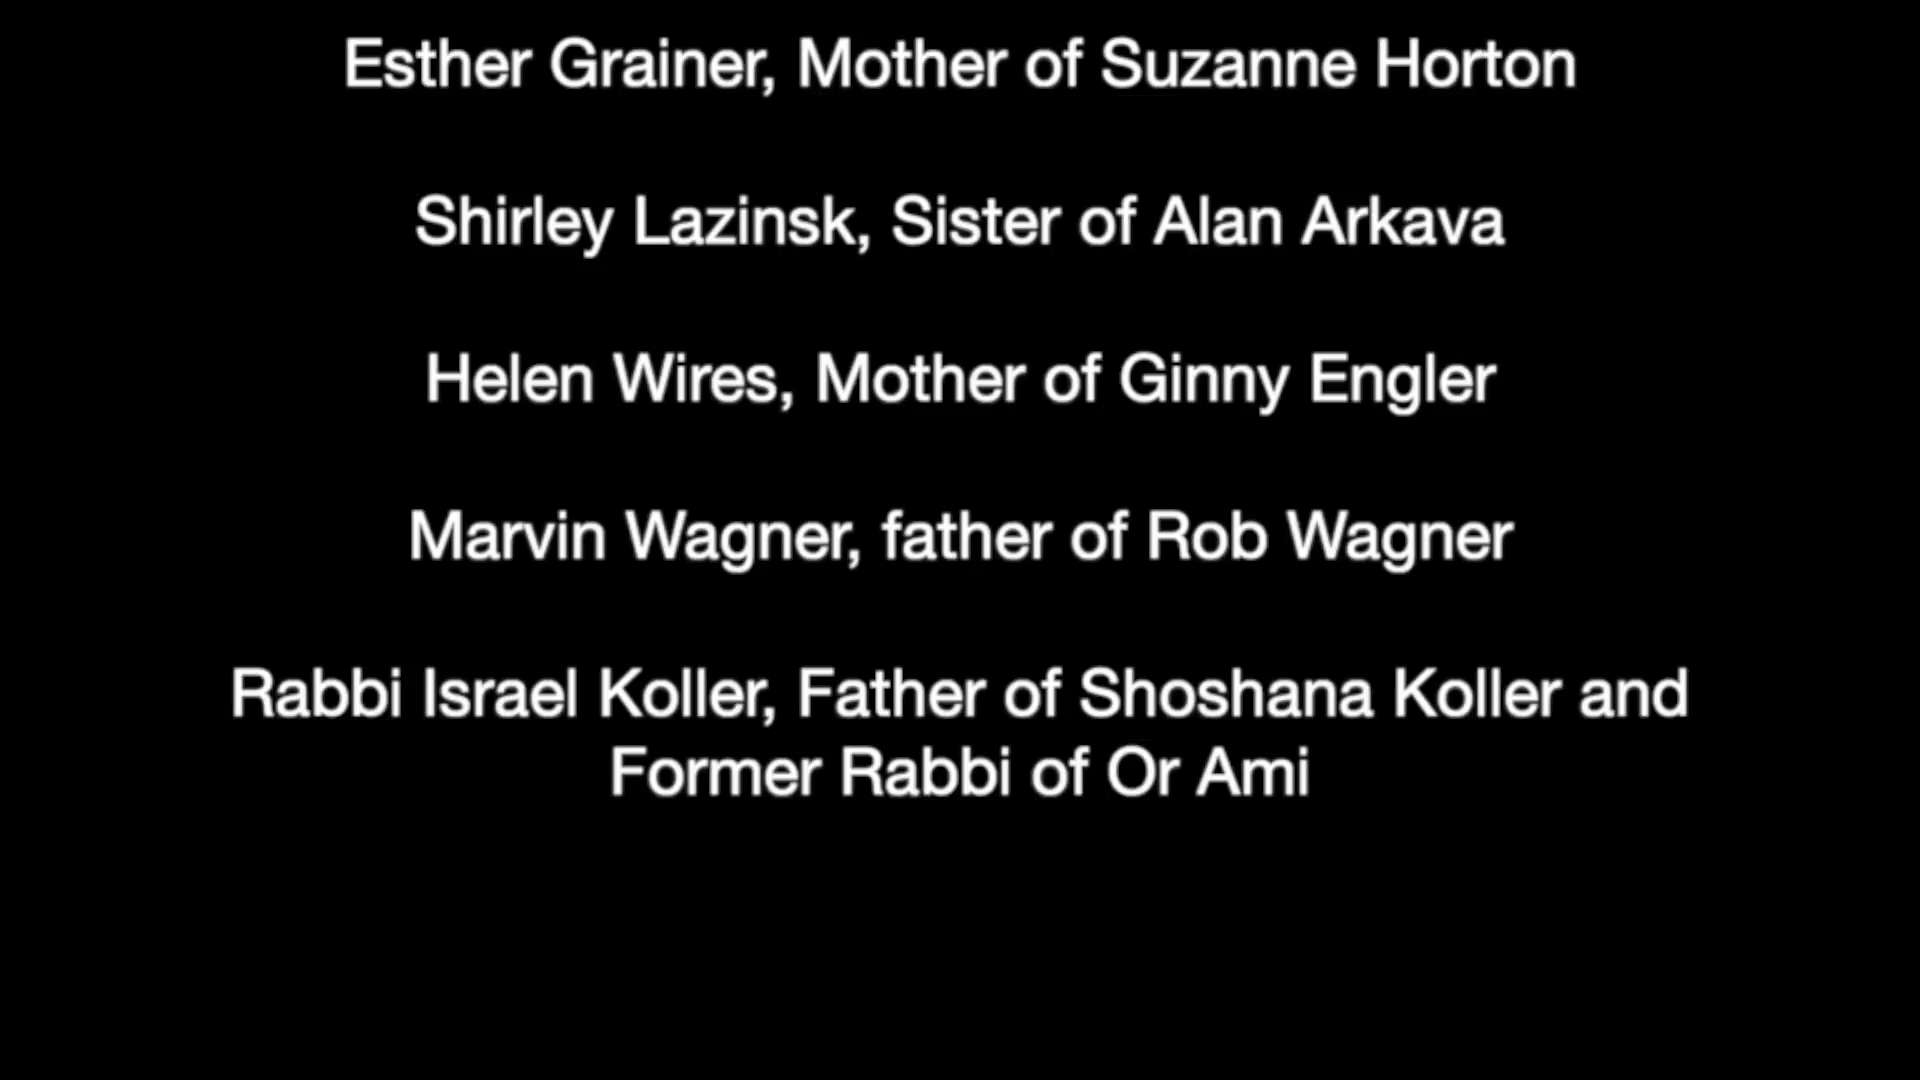 Esther Grainer, Mother of Suzanne Horton
Shirley Lazinsk, Sister of Alan Arkava
Helen Wires, Mother of Ginny Engler
Marvin Wagner, father of Rob Wagner
Rabbi Israel Koller, Father of Shoshana Koller and
Former Rabbi of Or Ami